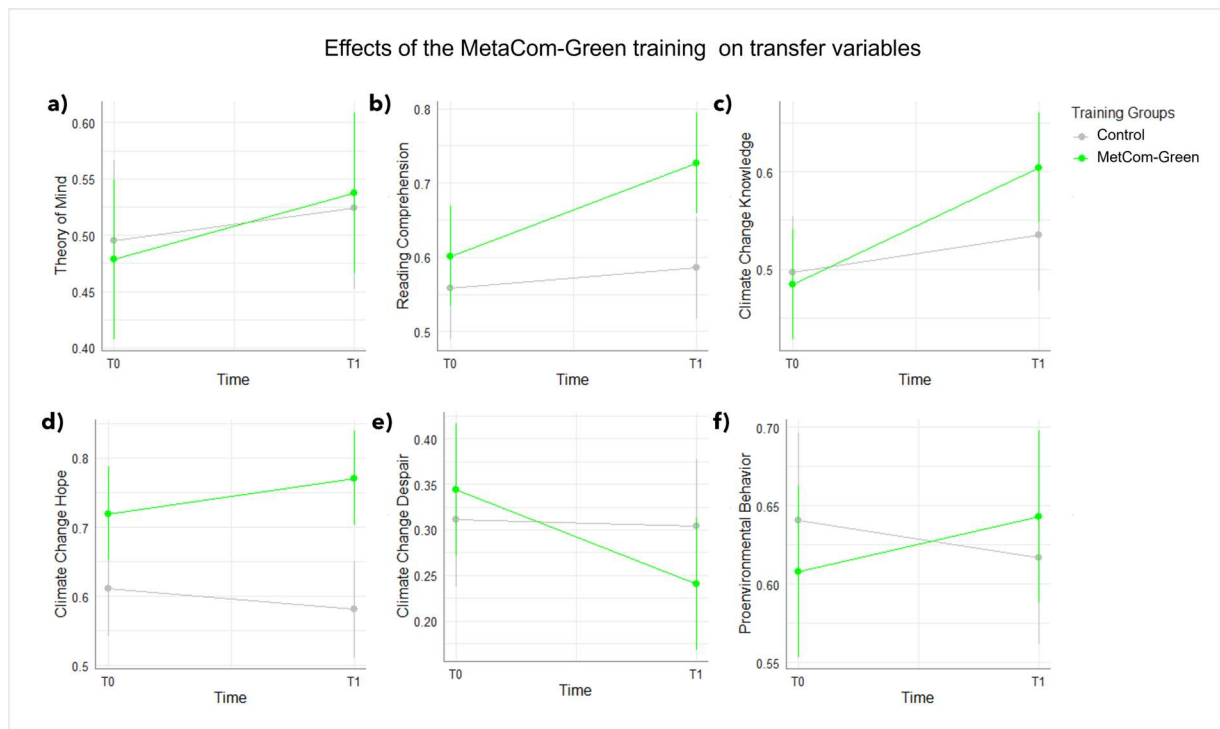 Effects of the MetaCom-Green training on transfer variables
a)
Theory of Mind
0.60
0.55
0.50
0.45
0.40
T0
T1
Time
b)
Reading Comprehension
0.8
0.7
0.6
0.5
T0
T1
Time
c)
Climate Change Knowledge
0.6
0.5
T0
T1
Time
Training Groups
Control
MetCom-Green
d)
Climate Change Hope
0.8
0.7
0.6
0.5
T0
T1
Time
e)
Climate Change Despair
0.40
0.35
0.30
0.25
0.20
T0
T1
Time
f)
Proenvironmental Behavior
0.70
0.65
0.60
0.55
T0
T1
Time